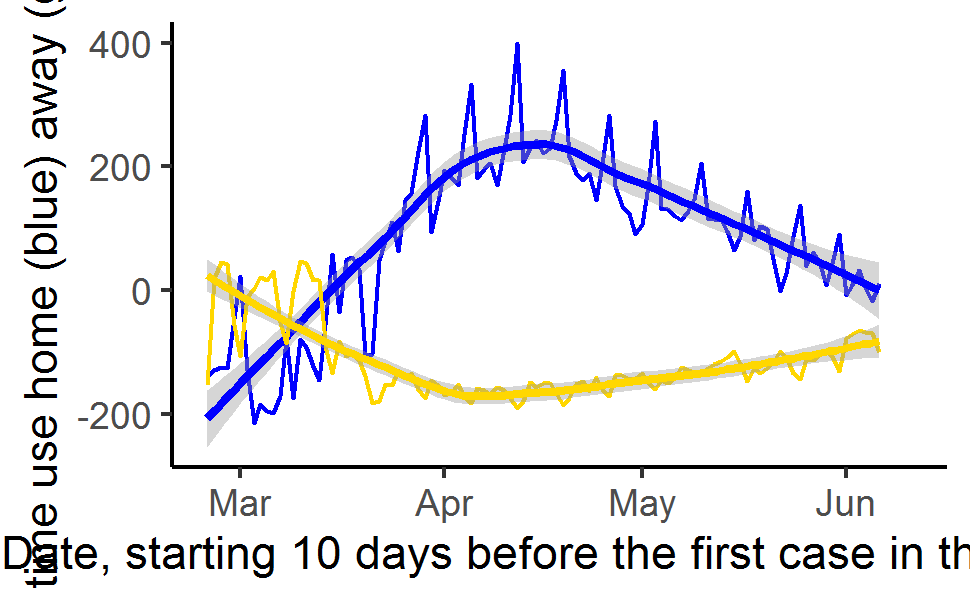 time use home (blue) away (
400
200
0
-200
Mar Apr May Jun
Date, starting 10 days before the first case in th